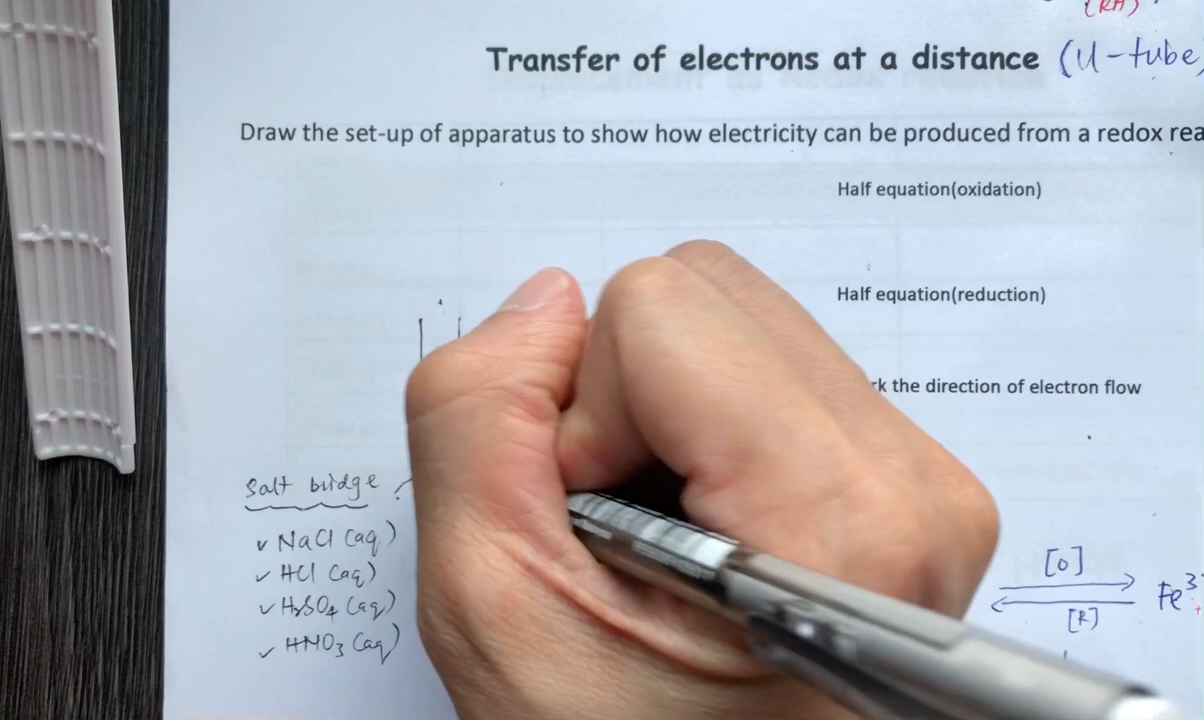 (RA)
Transfer of electrons at a distance (U-tube)
Draw the set-up of apparatus to show how electricity can be produced from a redox rea
Half equation(oxidation)
Half equation(reduction)
rk the direction of electron flow
Salt bridge
✓ NaCl (aq)
✓ HCl (aq)
✓ H₂SO₄ (aq)
✓ HNO₃ (aq)
[O]
Fe³⁺
[R]